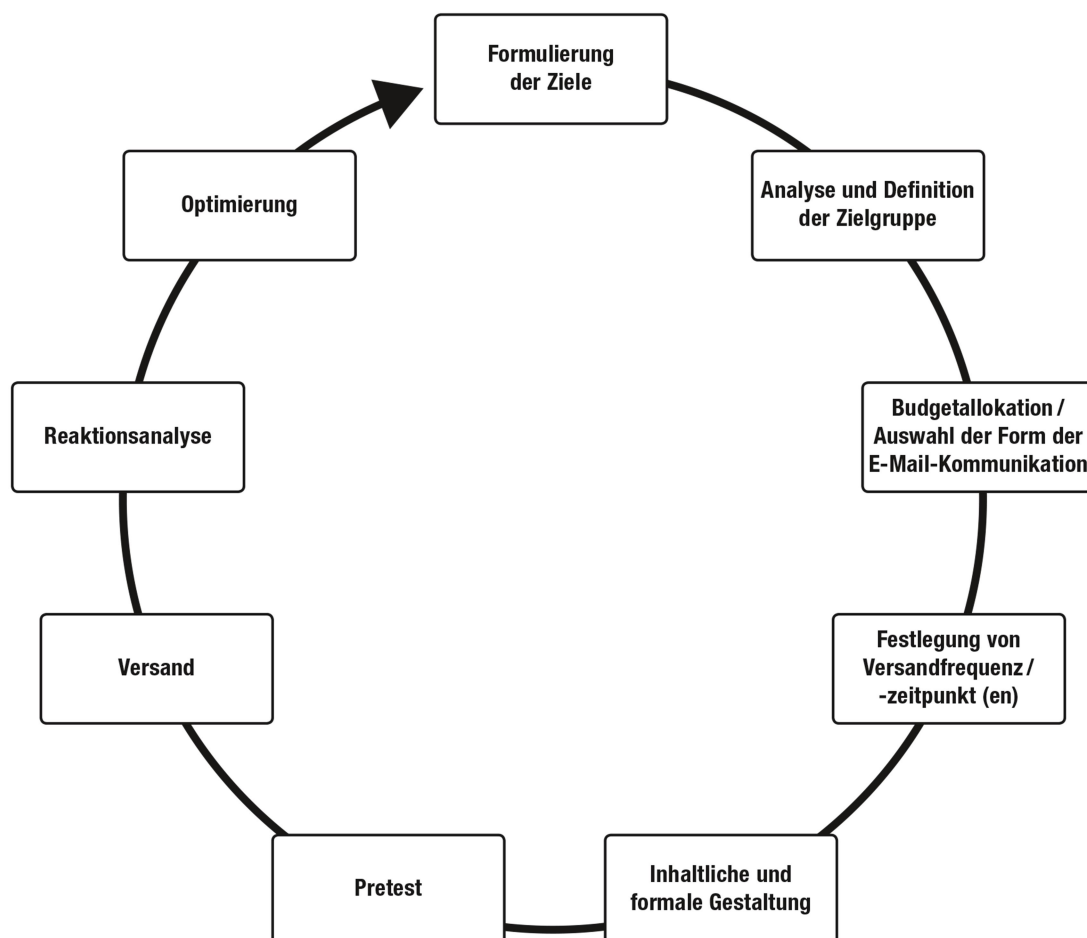 Formulierung
der Ziele
Analyse und Definition
der Zielgruppe
Budgetallokation /
Auswahl der Form der
E-Mail-Kommunikation
Festlegung von
Versandfrequenz /
-zeitpunkt (en)
Inhaltliche und
formale Gestaltung
Pretest
Versand
Reaktionsanalyse
Optimierung